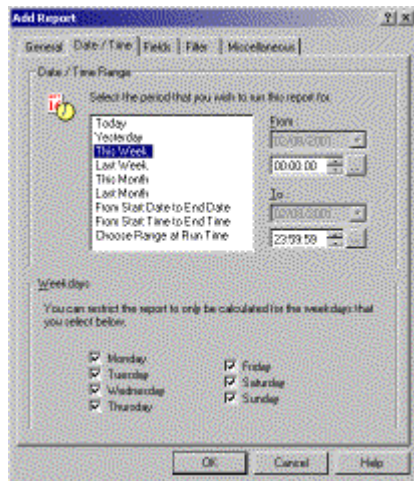 Add Report
General Date / Time Fields Filter Miscellaneous
Date / Time Range
Select the period that you wish to run this report for.
Today
Yesterday
This Week
Last Week
This Month
Last Month
From Start Date to End Date
From Start Time to End Time
Choose Range at Run Time
From
00:00:00 ...
To
23:59:59 ...
Weekdays
You can restrict the report to only be calculated for the weekdays that
you select below.
Monday
Tuesday
Wednesday
Thursday
Friday
Saturday
Sunday
OK Cancel Help